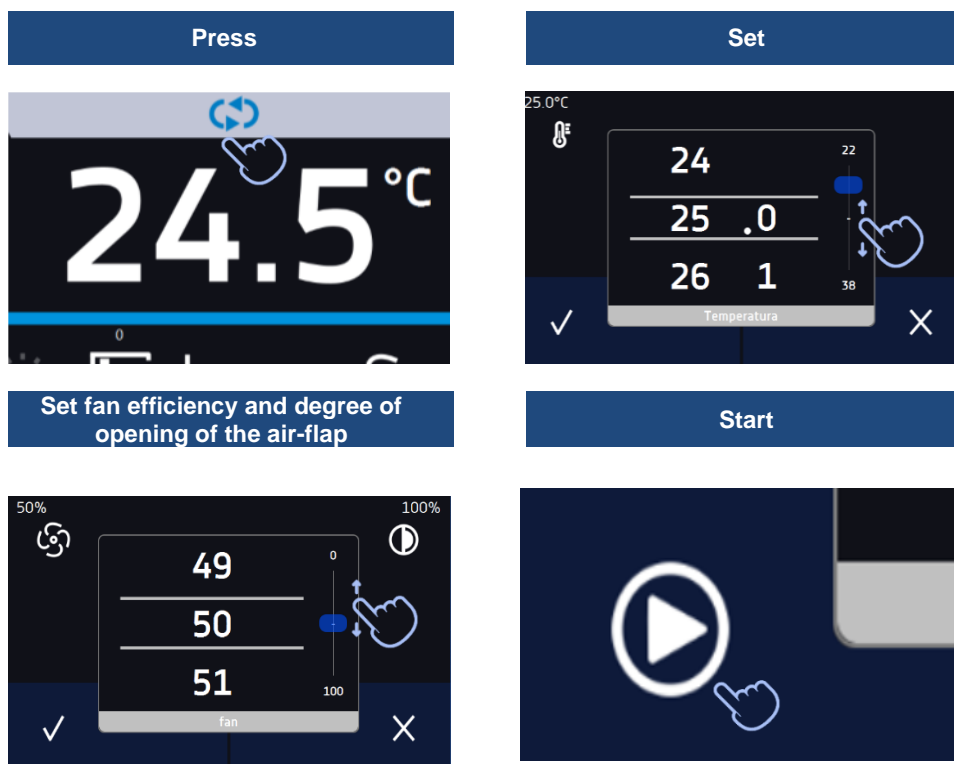 Press
24.5°C
0
Set
25.0°C
24
25 .0
26 1
22
-
38
Temperatura
Set fan efficiency and degree of
opening of the air-flap
50%
100%
49
50
51
0
-
100
fan
Start